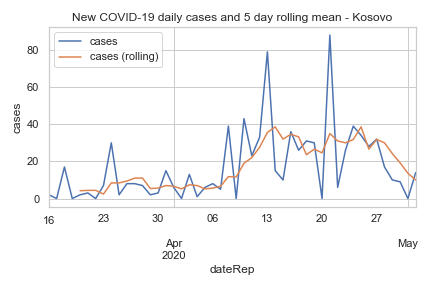 New COVID-19 daily cases and 5 day rolling mean - Kosovo
cases
cases (rolling)
80
60
40
20
0
cases
16 23 30 06 13 20 27
Apr May
2020
dateRep